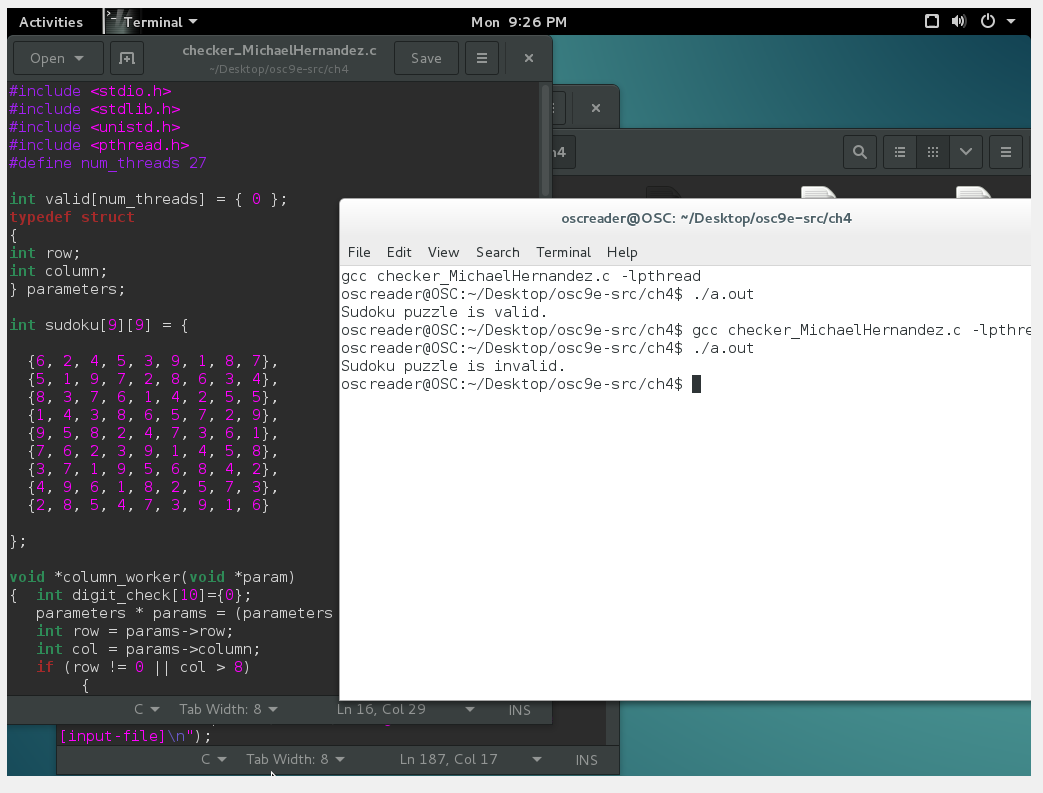 Activities
Terminal
Mon 9:26 PM
Open
checker_MichaelHernandez.c
~/Desktop/osc9e-src/ch4
Save
#include <stdio.h>
#include <stdlib.h>
#include <unistd.h>
#include <pthread.h>
#define num_threads 27
int valid[num_threads] = { 0 };
typedef struct
{
int row;
int column;
} parameters;
int sudoku[9][9] = {
{6, 2, 4, 5, 3, 9, 1, 8, 7},
{5, 1, 9, 7, 2, 8, 6, 3, 4},
{8, 3, 7, 6, 1, 4, 2, 5, 5},
{1, 4, 3, 8, 6, 5, 7, 2, 9},
{9, 5, 8, 2, 4, 7, 3, 6, 1},
{7, 6, 2, 3, 9, 1, 4, 5, 8},
{3, 7, 1, 9, 5, 6, 8, 4, 2},
{4, 9, 6, 1, 8, 2, 5, 7, 3},
{2, 8, 5, 4, 7, 3, 9, 1, 6}
};
void *column_worker(void *param)
{ int digit_check[10]={0};
parameters * params = (parameters
int row = params->row;
int col = params->column;
if (row != 0 || col > 8)
{
C
Tab Width: 8
Ln 16, Col 29
INS
h4
oscreader@OSC: ~/Desktop/osc9e-src/ch4
File Edit View Search Terminal Help
gcc checker_MichaelHernandez.c -lpthread
oscreader@OSC:~/Desktop/osc9e-src/ch4$ ./a.out
Sudoku puzzle is valid.
oscreader@OSC:~/Desktop/osc9e-src/ch4$ gcc checker_MichaelHernandez.c -lpthre
oscreader@OSC:~/Desktop/osc9e-src/ch4$ ./a.out
Sudoku puzzle is invalid.
oscreader@OSC:~/Desktop/osc9e-src/ch4$
[input-file]\n");
C
Tab Width: 8
Ln 187, Col 17
INS